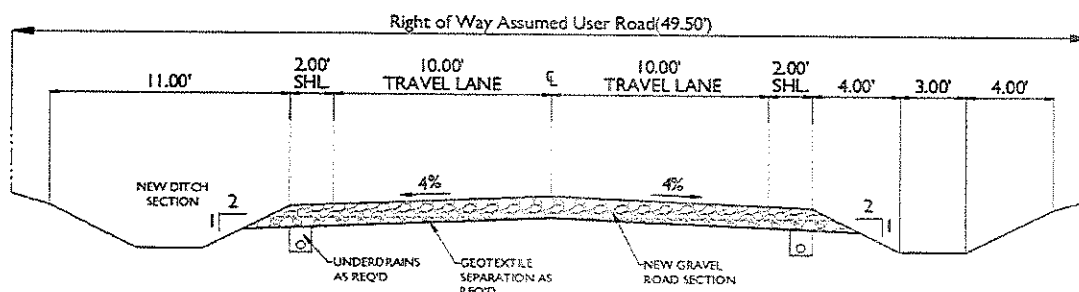 Right of Way Assumed User Road(49.50')
2.00'
SHL.
10.00'
TRAVEL LANE
℄
10.00'
TRAVEL LANE
2.00'
SHL.
11.00'
4.00'
3.00'
4.00'
NEW DITCH
SECTION
2
1
4%
4%
2
1
UNDERDRAINS
AS REQ'D
GEOTEXTILE
SEPARATION AS
REQ'D
NEW GRAVEL
ROAD SECTION